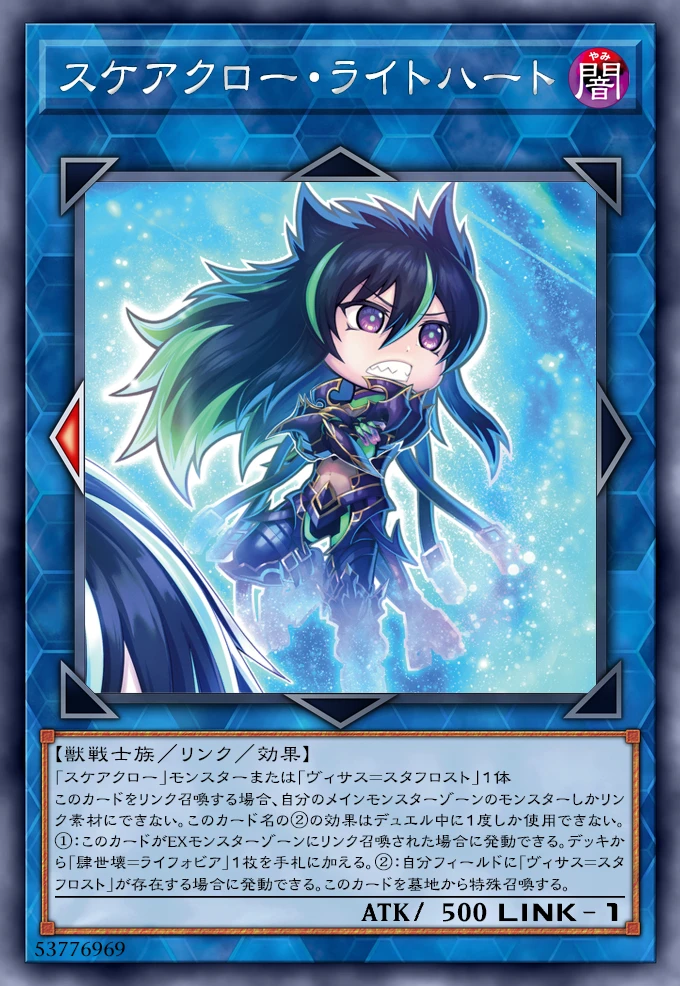 スケアクロー・ライトハート
やみ
闇
【獣戦士族／リンク／効果】
「スケアクロー」モンスターまたは「ヴィサス＝スタフロスト」１体
このカードをリンク召喚する場合、自分のメインモンスターゾーンのモンスターしかリン
ク素材にできない。このカード名の②の効果はデュエル中に１度しか使用できない。
①：このカードがEXモンスターゾーンにリンク召喚された場合に発動できる。デッキか
ら「肆世壊＝ライフォビア」１枚を手札に加える。②：自分フィールドに「ヴィサス＝スタ
フロスト」が存在する場合に発動できる。このカードを墓地から特殊召喚する。
ATK/ 500 LINK－1
53776969